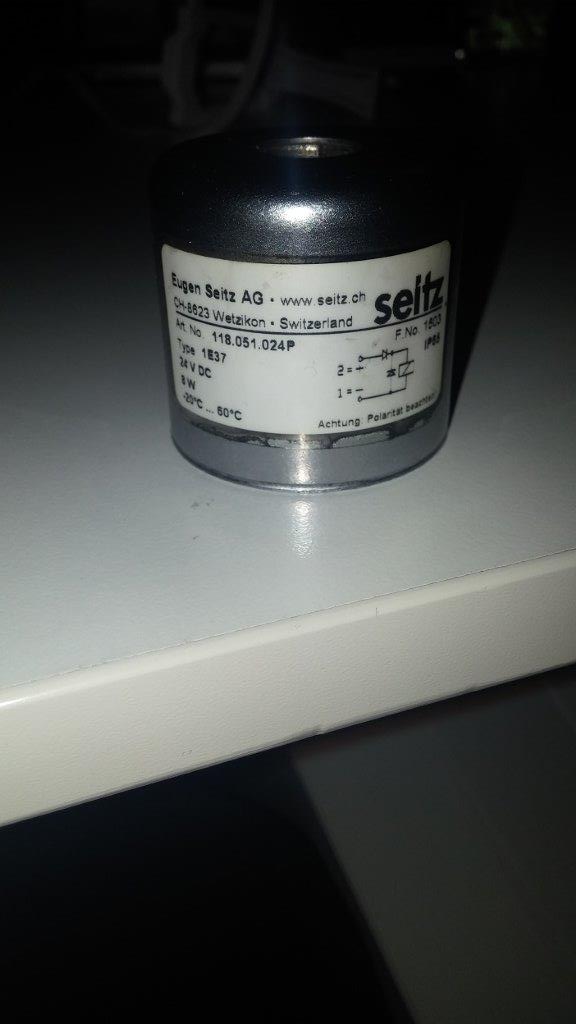 Eugen Seitz AG · www.seitz.ch
seitz
CH-8623 Wetzikon · Switzerland
Art. No. 118.051.024P
F.No. 1503
Type 1E37
IP65
24 V DC
8 W
-20°C ... 60°C
2 = +
1 = -
Achtung: Polarität beachten